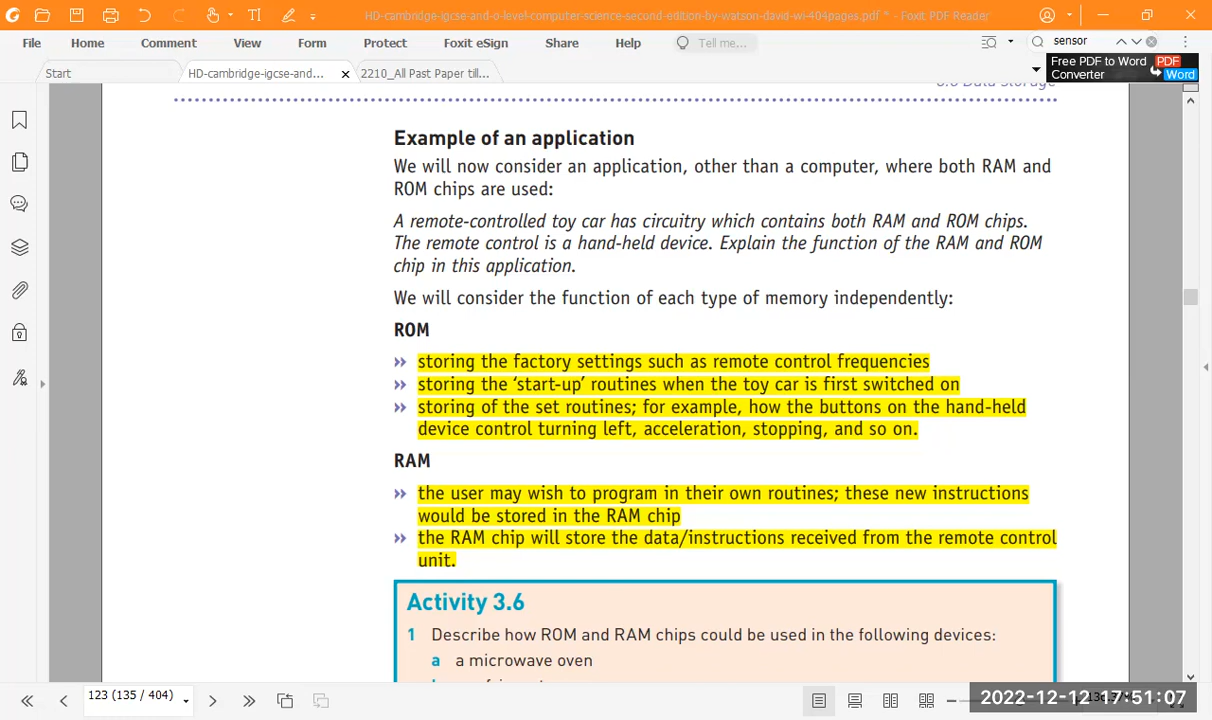 HD-cambridge-igcse-and-o-level-computer-science-second-edition-by-watson-david-wi-404pages.pdf * - Foxit PDF Reader
File Home Comment View Form Protect Foxit eSign Share Help Tell me... sensor
Start HD-cambridge-igcse-and-... 2210_All Past Paper till...
Free PDF to Word
Converter
PDF
Word
Example of an application
We will now consider an application, other than a computer, where both RAM and
ROM chips are used:
A remote-controlled toy car has circuitry which contains both RAM and ROM chips.
The remote control is a hand-held device. Explain the function of the RAM and ROM
chip in this application.
We will consider the function of each type of memory independently:
ROM
» storing the factory settings such as remote control frequencies
» storing the ‘start-up’ routines when the toy car is first switched on
» storing of the set routines; for example, how the buttons on the hand-held
device control turning left, acceleration, stopping, and so on.
RAM
» the user may wish to program in their own routines; these new instructions
would be stored in the RAM chip
» the RAM chip will store the data/instructions received from the remote control
unit.
Activity 3.6
1 Describe how ROM and RAM chips could be used in the following devices:
a a microwave oven
123 (135 / 404)
2022-12-12 17:51:07